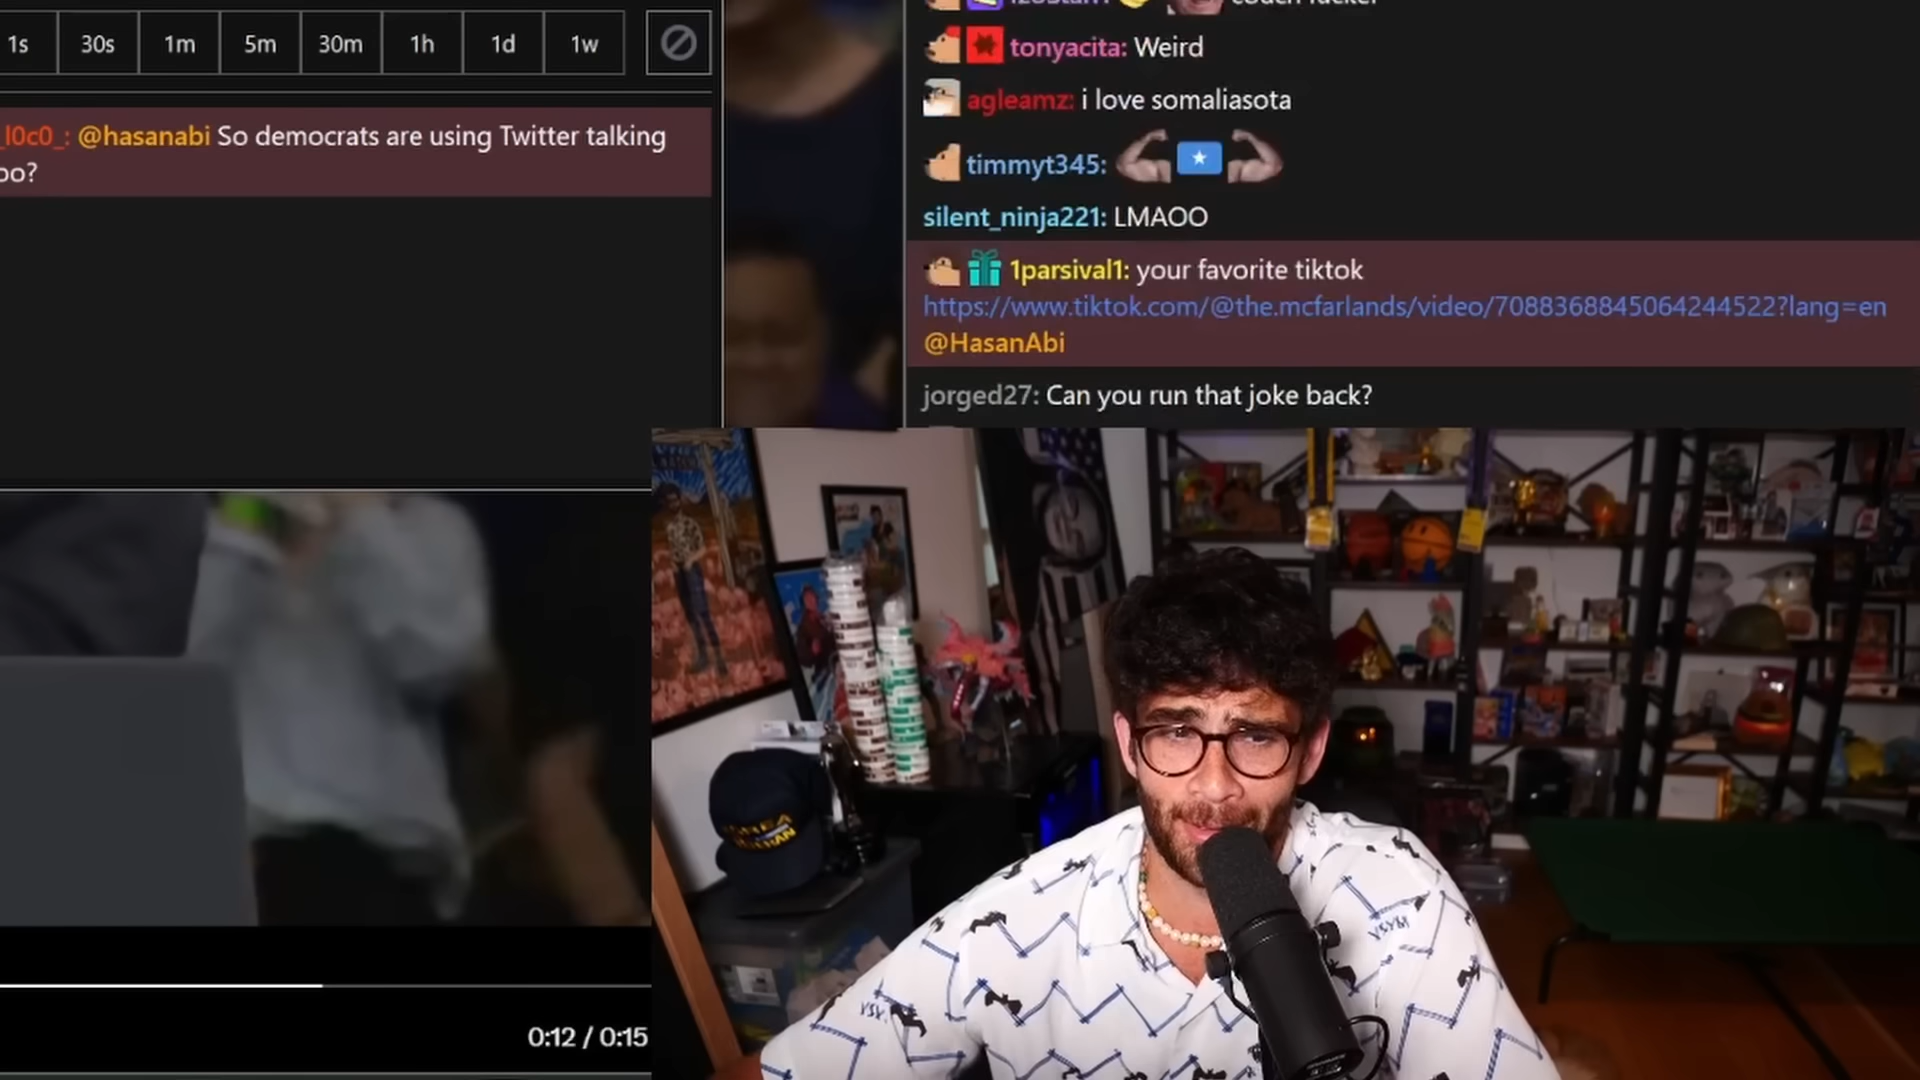 1s 30s 1m 5m 30m 1h 1d 1w
_l0c0_: @hasanabi So democrats are using Twitter talking
oo?
tonyacita: Weird
agleamz: i love somaliasota
timmyt345:
silent_ninja221: LMAOO
1parsival1: your favorite tiktok
https://www.tiktok.com/@the.mcfarlands/video/7088368845064244522?lang=en
@HasanAbi
jorged27: Can you run that joke back?
0:12 / 0:15